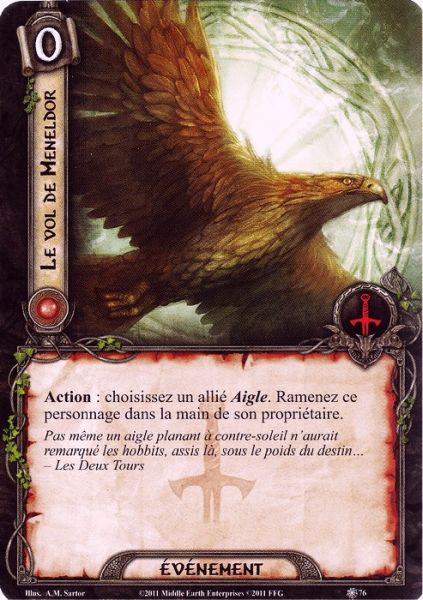 0
LE VOL DE MENELDOR
Action : choisissez un allié Aigle. Ramenez ce
personnage dans la main de son propriétaire.
Pas même un aigle planant à contre-soleil n'aurait
remarqué les hobbits, assis là, sous le poids du destin…
– Les Deux Tours
ÉVÉNEMENT
Illus. A.M. Sartor
©2011 Middle Earth Enterprises ©2011 FFG
76